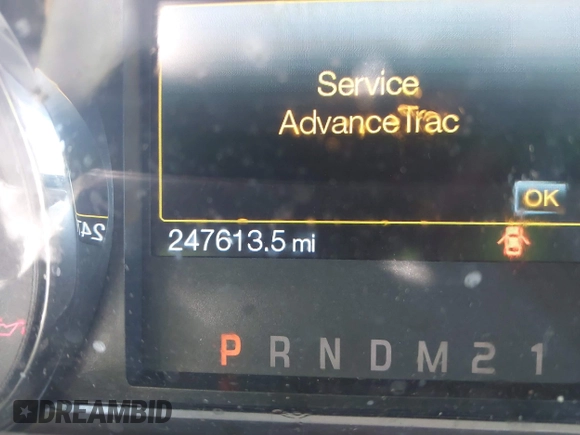 Service
AdvanceTrac
OK
247613.5 mi
P R N D M 2 1
DREAMBID